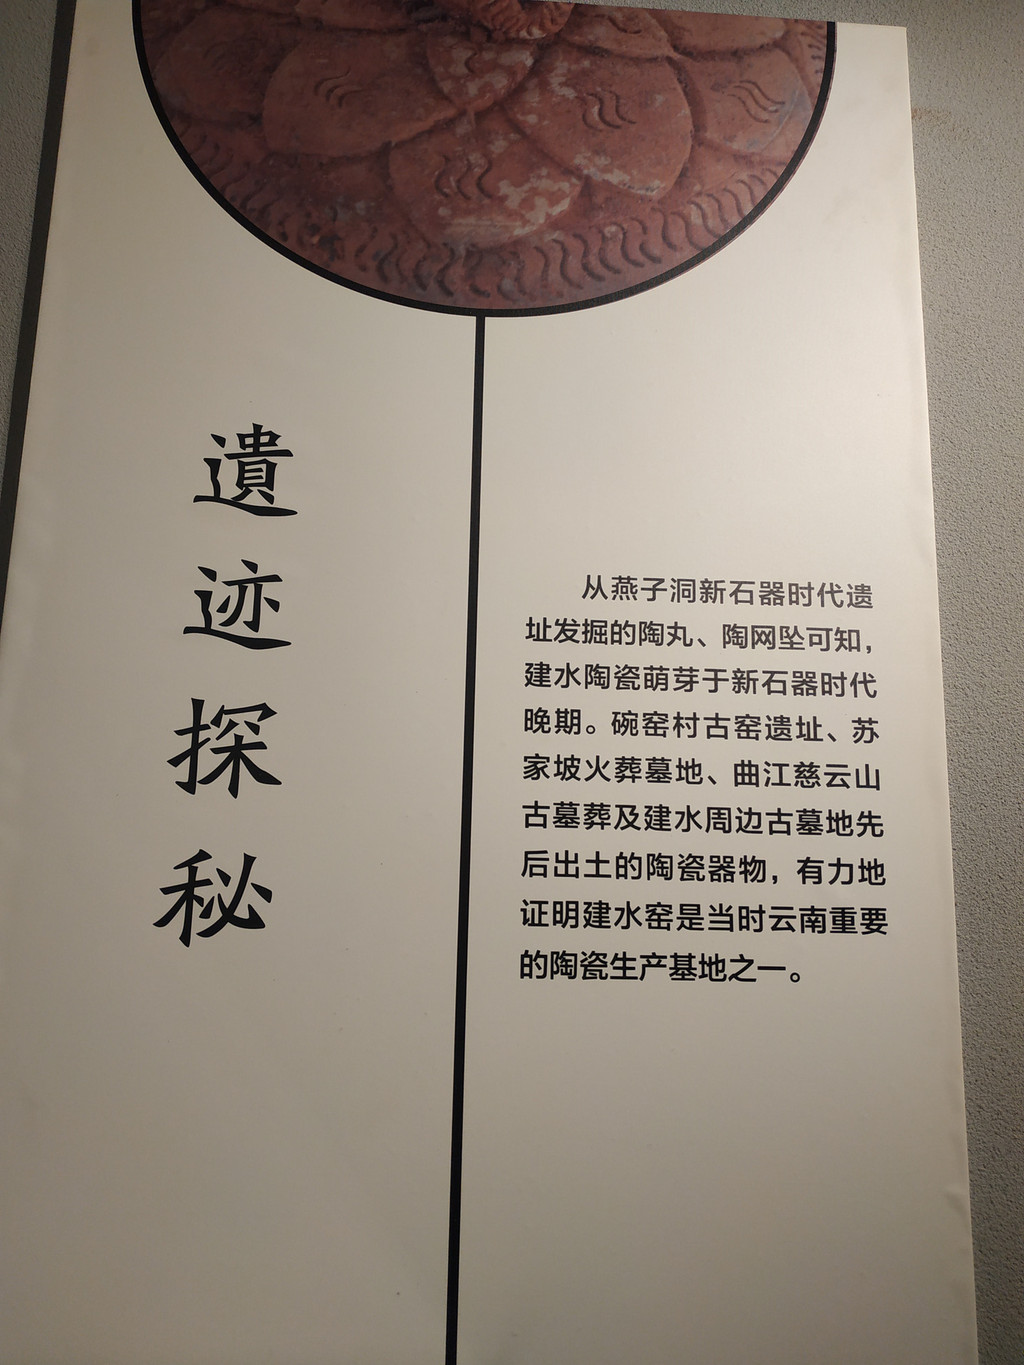 遺迹探秘
从燕子洞新石器时代遗
址发掘的陶丸、陶网坠可知，
建水陶瓷萌芽于新石器时代
晚期。碗窑村古窑遗址、苏
家坡火葬墓地、曲江慈云山
古墓葬及建水周边古墓地先
后出土的陶瓷器物，有力地
证明建水窑是当时云南重要
的陶瓷生产基地之一。